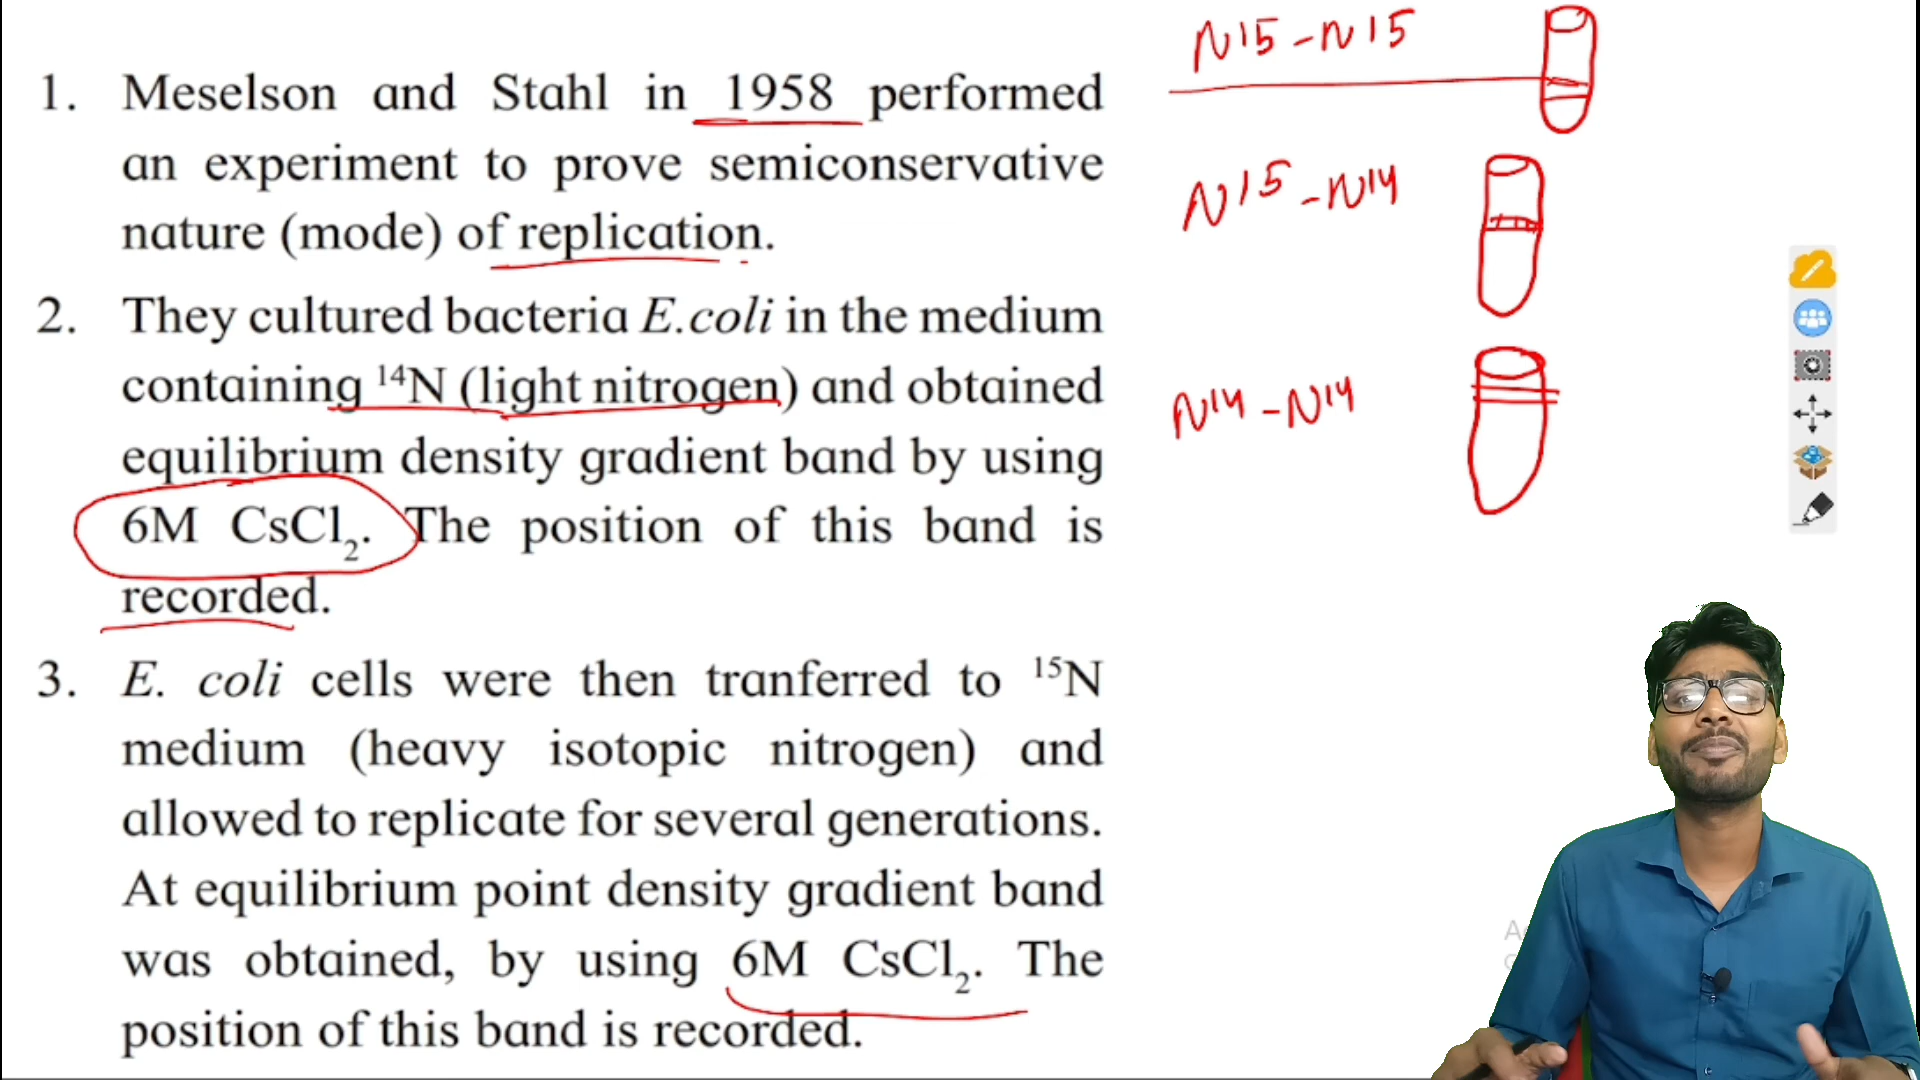 1. Meselson and Stahl in 1958 performed
an experiment to prove semiconservative
nature (mode) of replication.
2. They cultured bacteria E.coli in the medium
containing ¹⁴N (light nitrogen) and obtained
equilibrium density gradient band by using
6M CsCl₂. The position of this band is
recorded.
3. E. coli cells were then tranferred to ¹⁵N
medium (heavy isotopic nitrogen) and
allowed to replicate for several generations.
At equilibrium point density gradient band
was obtained, by using 6M CsCl₂. The
position of this band is recorded.
N15-N15
N15-N14
N14-N14